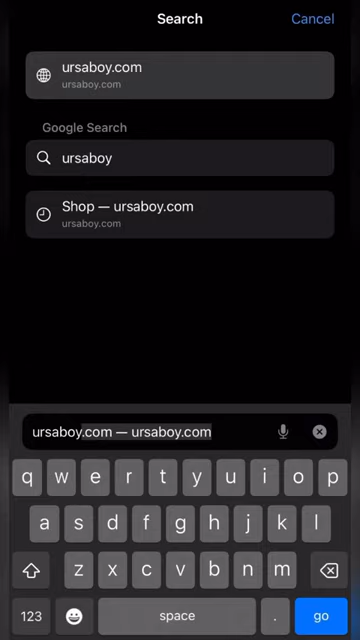 Search
Cancel
ursaboy.com
ursaboy.com
Google Search
ursaboy
Shop — ursaboy.com
ursaboy.com
ursaboy.com — ursaboy.com
q w e r t y u i o p
a s d f g h j k l
z x c v b n m
123 space . go